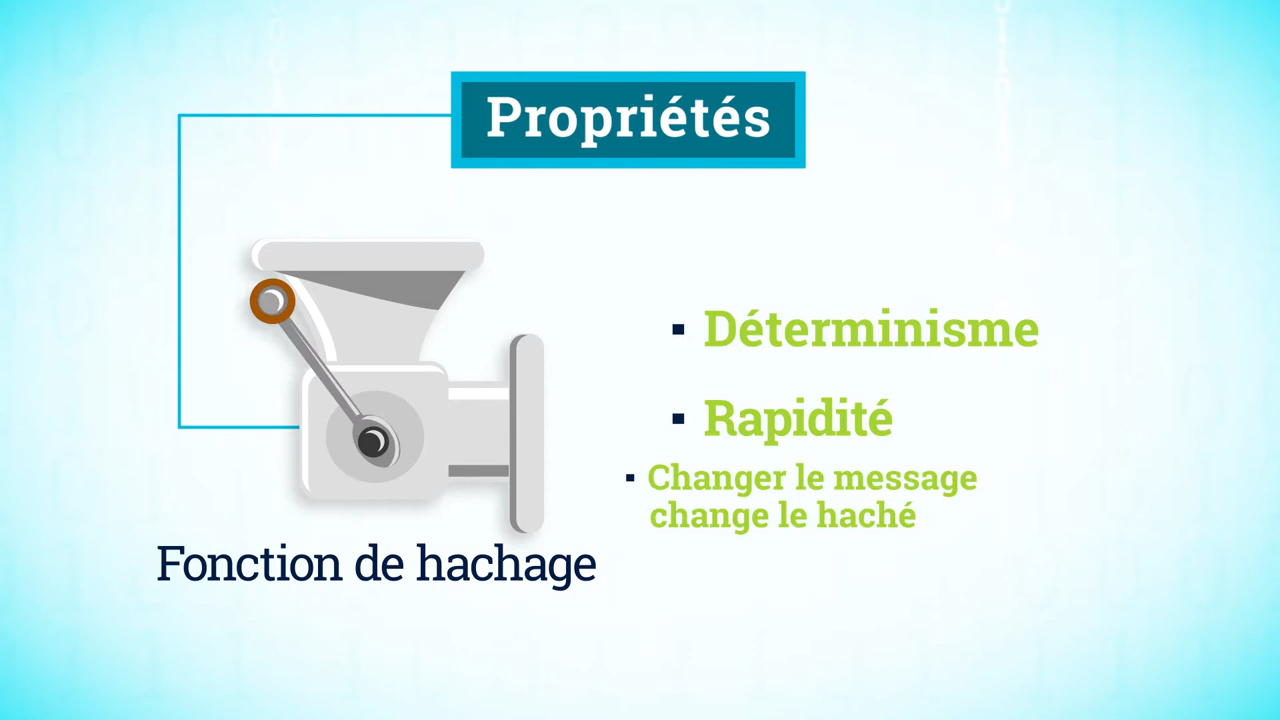 Propriétés
▪ Déterminisme
▪ Rapidité
▪ Changer le message
change le haché
Fonction de hachage